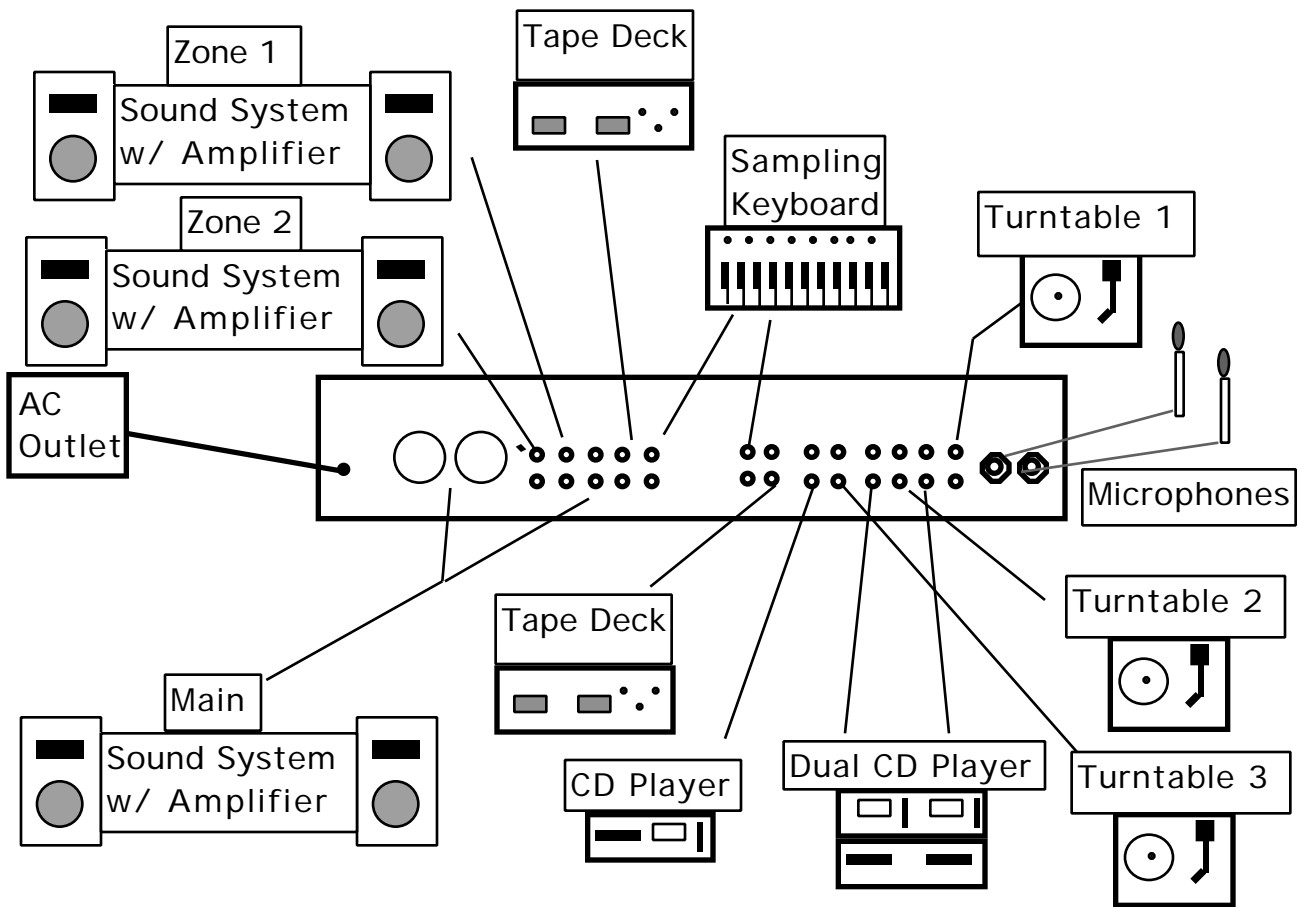 Zone 1
Sound System
w/ Amplifier
Tape Deck
Sampling
Keyboard
Turntable 1
Zone 2
Sound System
w/ Amplifier
AC
Outlet
Microphones
Tape Deck
Turntable 2
Main
Sound System
w/ Amplifier
CD Player
Dual CD Player
Turntable 3